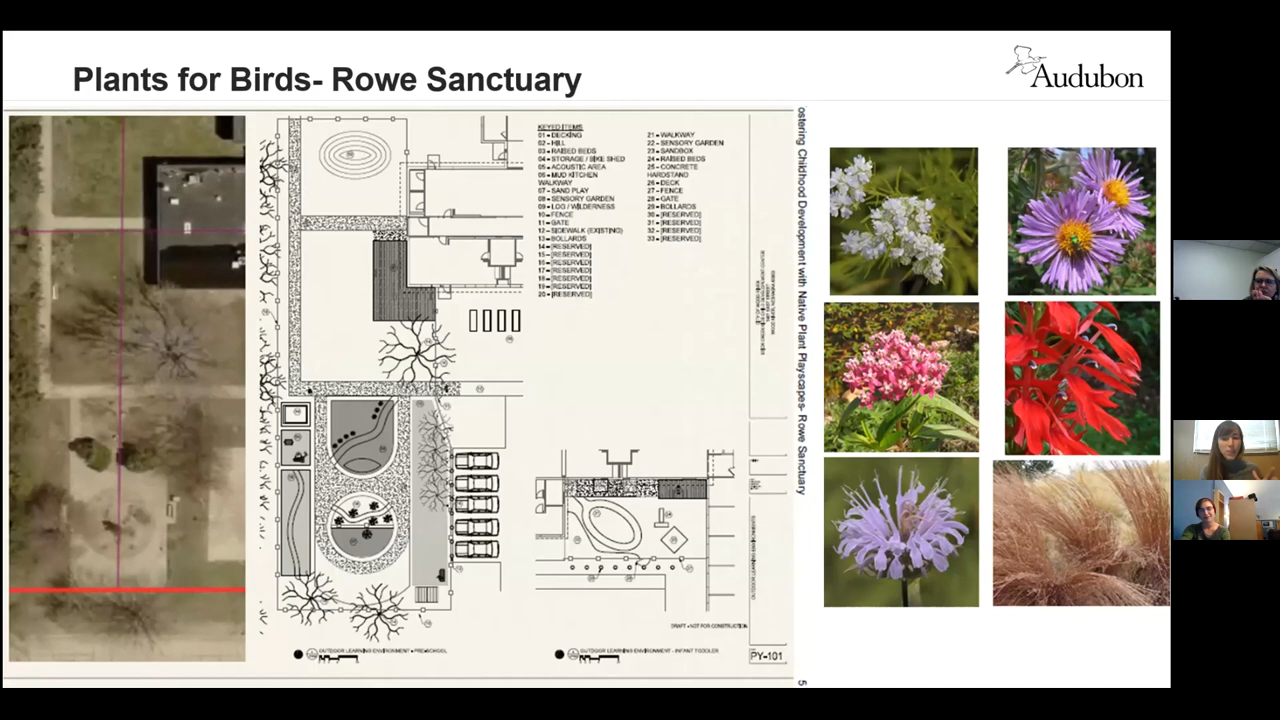 Plants for Birds- Rowe Sanctuary
Audubon
KEYED ITEMS
01 - DECKING
02 - HILL
03 - RAISED BEDS
04 - STORAGE / BIKE SHED
05 - ACOUSTIC AREA
06 - MUD KITCHEN
WALKWAY
07 - SAND PLAY
08 - SENSORY GARDEN
09 - LOG / WILDERNESS
10 - FENCE
11 - GATE
12 - SIDEWALK (EXISTING)
13 - BOLLARDS
14 - [RESERVED]
15 - [RESERVED]
16 - [RESERVED]
17 - [RESERVED]
18 - [RESERVED]
19 - [RESERVED]
20 - [RESERVED]
21 - WALKWAY
22 - SENSORY GARDEN
23 - SANDBOX
24 - RAISED BEDS
25 - CONCRETE
HARDSTAND
26 - DECK
27 - FENCE
28 - GATE
29 - BOLLARDS
30 - [RESERVED]
31 - [RESERVED]
32 - [RESERVED]
33 - [RESERVED]
ostering Childhood Development with Native Plant Playscapes- Rowe Sanctuary
DRAFT - NOT FOR CONSTRUCTION
OUTDOOR LEARNING ENVIRONMENT - PRE-SCHOOL
OUTDOOR LEARNING ENVIRONMENT - INFANT TODDLER
PY-101
5